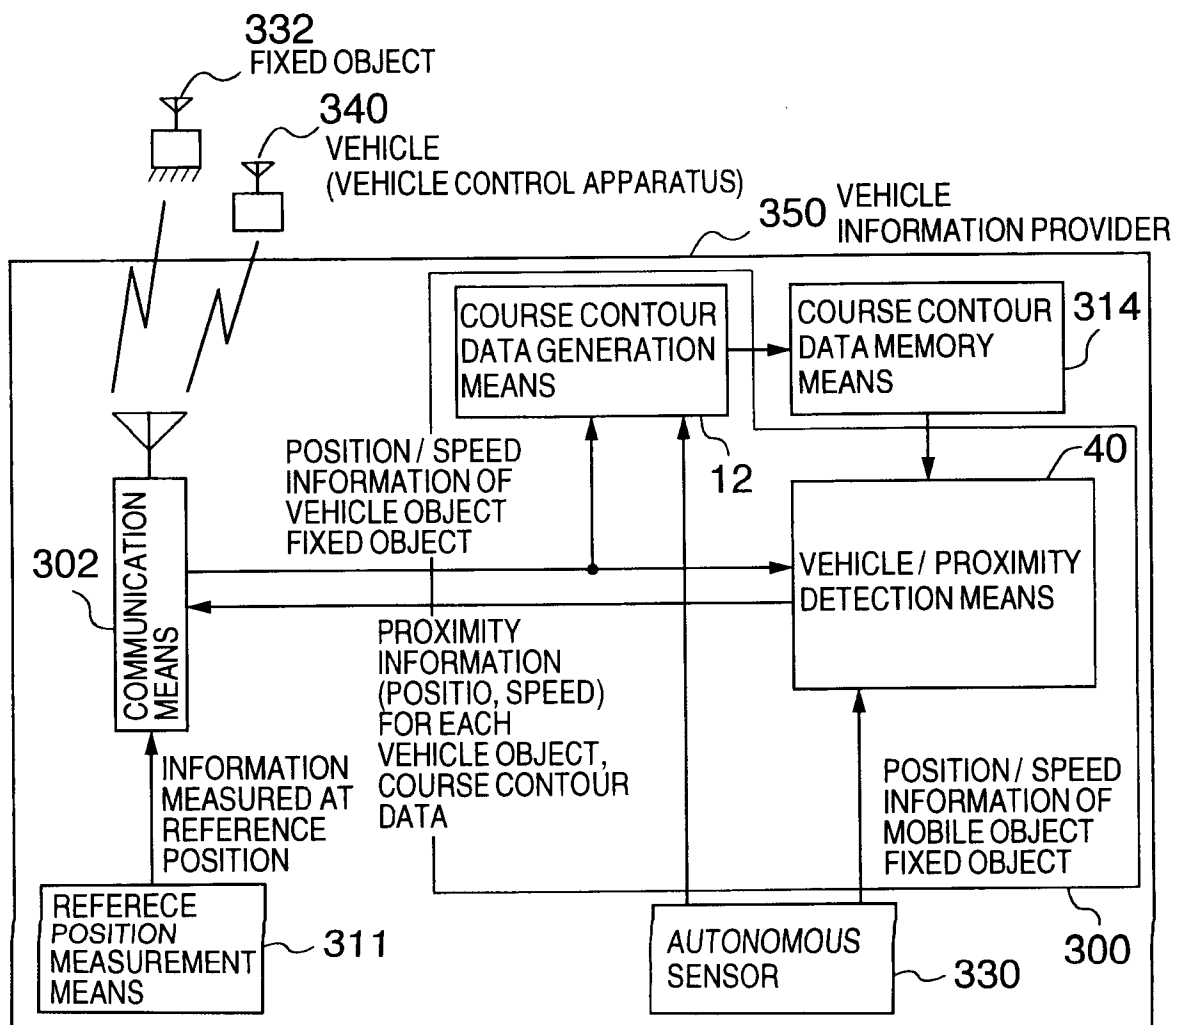 332
FIXED OBJECT
340
VEHICLE
(VEHICLE CONTROL APPARATUS)
350
VEHICLE
INFORMATION PROVIDER
COURSE CONTOUR
DATA GENERATION
MEANS
COURSE CONTOUR
DATA MEMORY
MEANS
314
12
40
POSITION / SPEED
INFORMATION OF
VEHICLE OBJECT
FIXED OBJECT
302
COMMUNICATION
MEANS
VEHICLE / PROXIMITY
DETECTION MEANS
PROXIMITY
INFORMATION
(POSITIO, SPEED)
FOR EACH
VEHICLE OBJECT,
COURSE CONTOUR
DATA
INFORMATION
MEASURED AT
REFERENCE
POSITION
POSITION / SPEED
INFORMATION OF
MOBILE OBJECT
FIXED OBJECT
REFERECE
POSITION
MEASUREMENT
MEANS
311
AUTONOMOUS
SENSOR
330
300